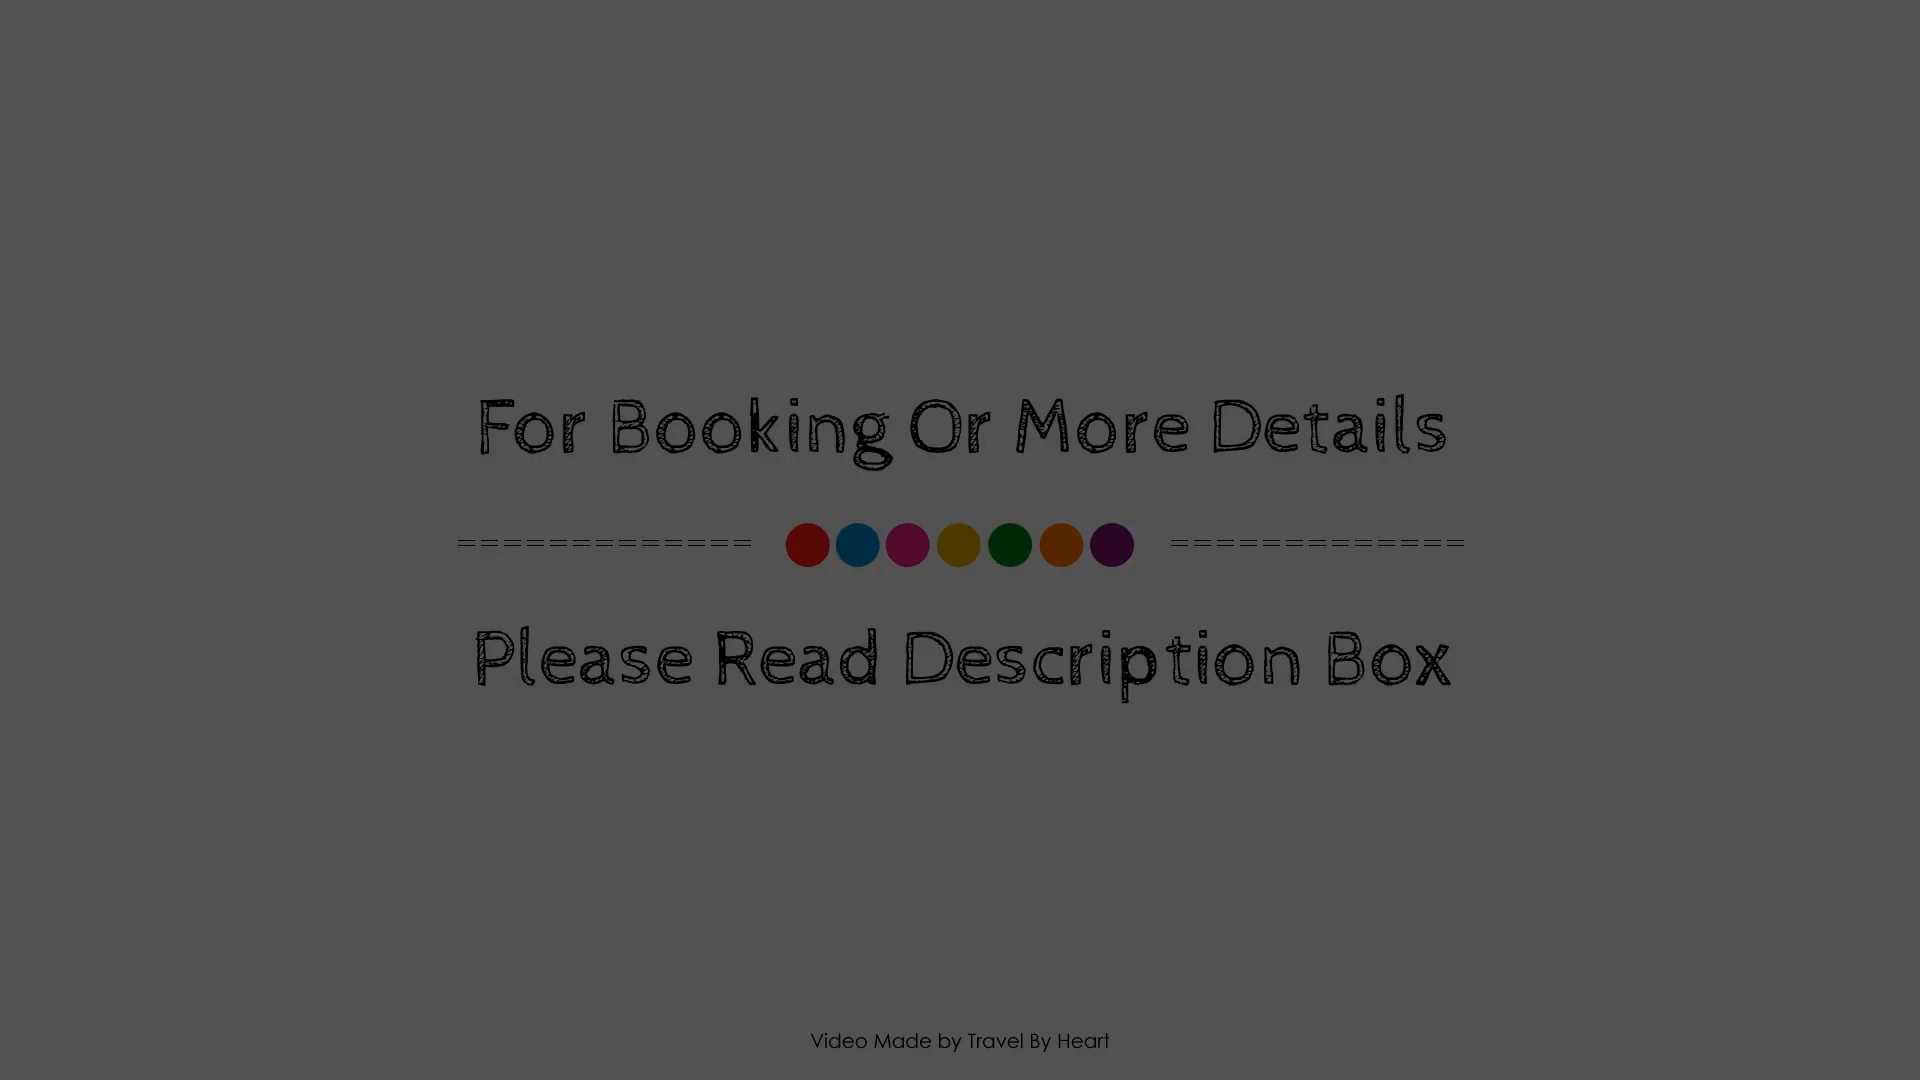 For Booking Or More Details
============= =============
Please Read Description Box
Video Made by Travel By Heart